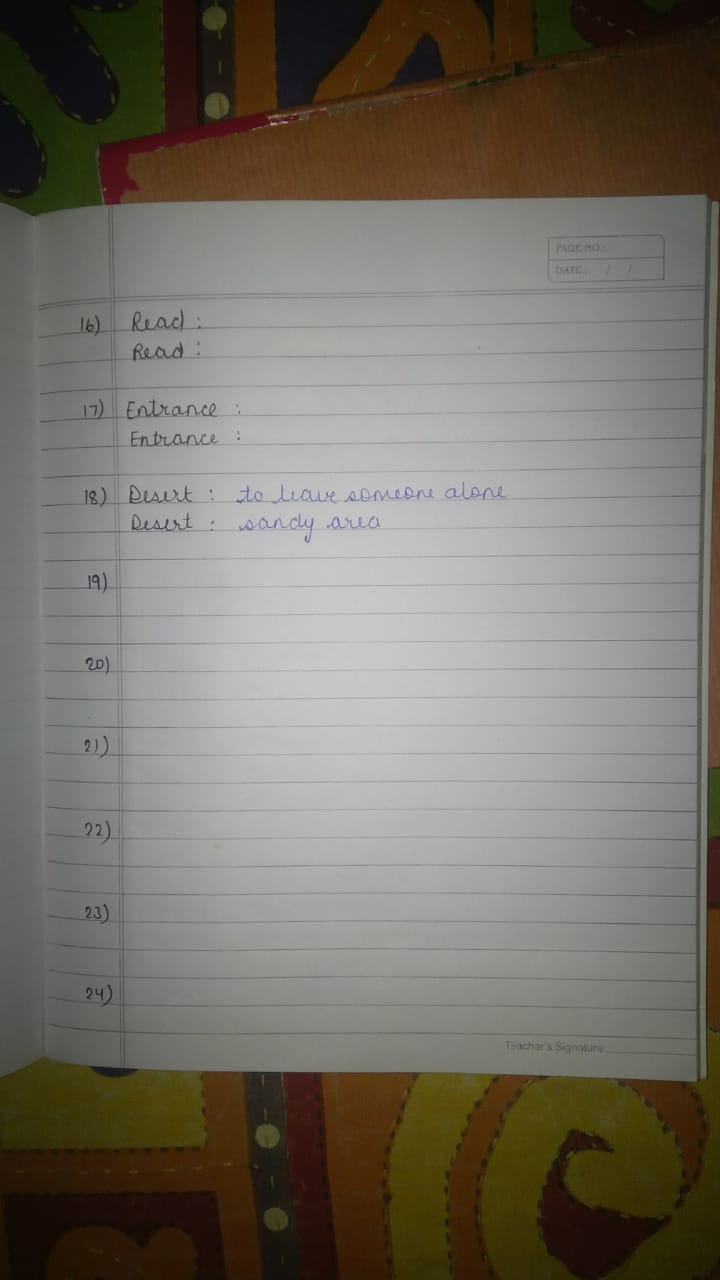 PAGE NO.:
DATE: / /
16) Read :
Read :
17) Entrance :
Entrance :
18) Desert : to leave someone alone
Desert : sandy area
19)
20)
21)
22)
23)
24)
Teacher's Signature